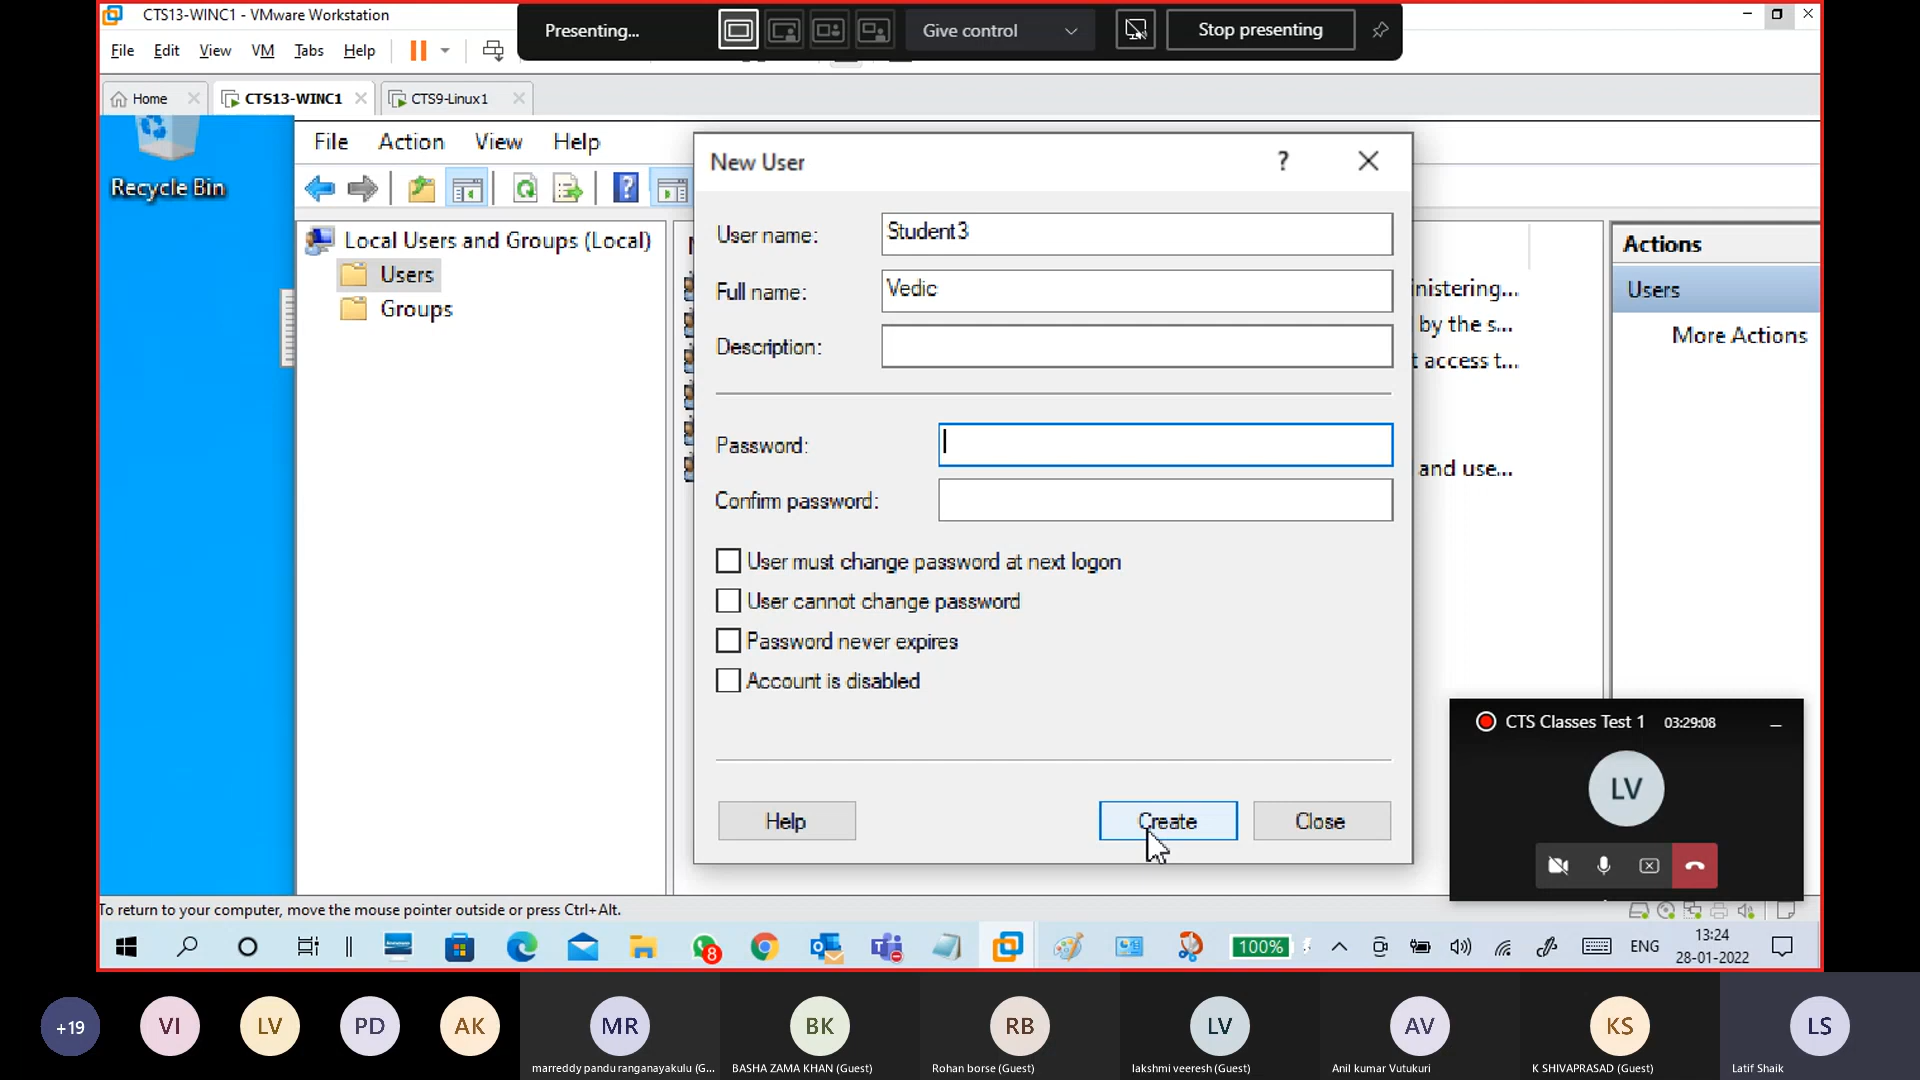 CTS13-WINC1 - VMware Workstation
Presenting...
Give control
Stop presenting
File Edit View VM Tabs Help
Home
CTS13-WINC1
CTS9-Linux1
Recycle Bin
File Action View Help
Local Users and Groups (Local)
Users
Groups
New User
User name:
Student3
Full name:
Vedic
Description:
Password:
Confirm password:
User must change password at next logon
User cannot change password
Password never expires
Account is disabled
Help
Create
Close
inistering...
by the s...
t access t...
and use...
Actions
Users
More Actions
CTS Classes Test 1 03:29:08
LV
To return to your computer, move the mouse pointer outside or press Ctrl+Alt.
8
100%
ENG
13:24
28-01-2022
+19
VI
LV
PD
AK
MR
BK
RB
LV
AV
KS
LS
marreddy panduranganayakulu (G...
BASHA ZAMA KHAN (Guest)
Rohan borse (Guest)
lakshmi veeresh (Guest)
Anil kumar Vutukuri
K SHIVAPRASAD (Guest)
Latif Shaik